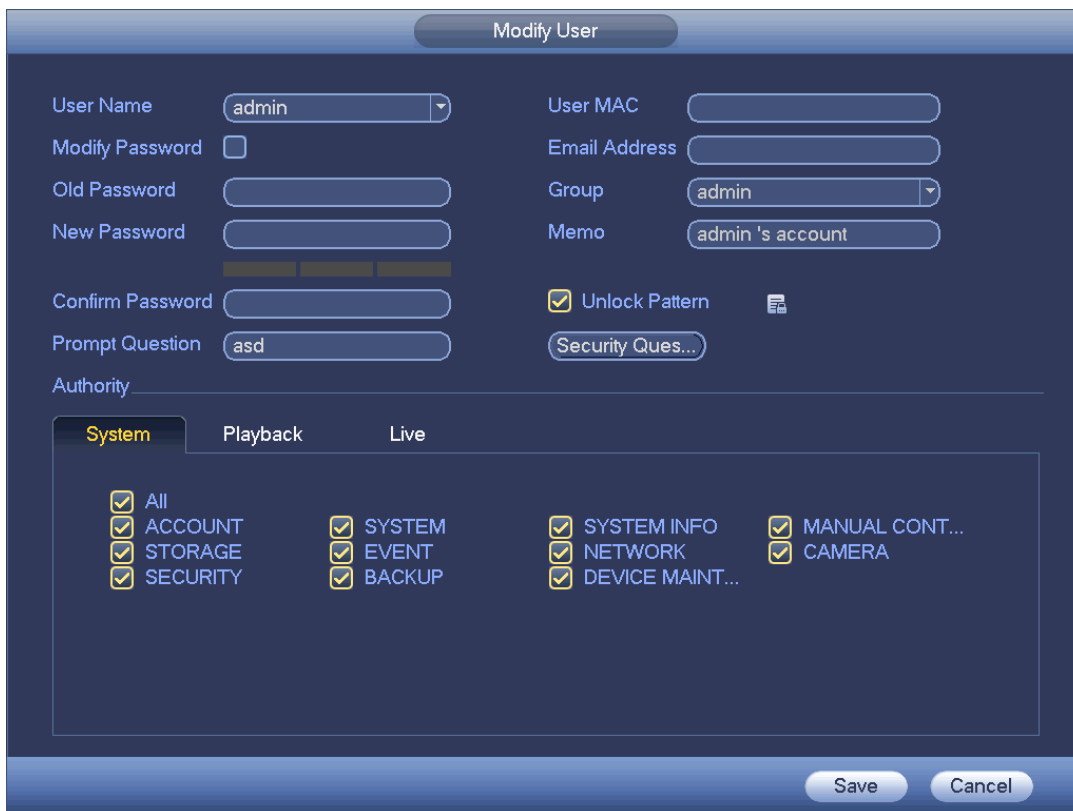 Modify User
User Name admin User MAC
Modify Password Email Address
Old Password Group admin
New Password Memo admin 's account
Confirm Password Unlock Pattern
Prompt Question asd Security Ques...
Authority
System Playback Live
All
ACCOUNT SYSTEM SYSTEM INFO MANUAL CONT...
STORAGE EVENT NETWORK CAMERA
SECURITY BACKUP DEVICE MAINT...
Save Cancel